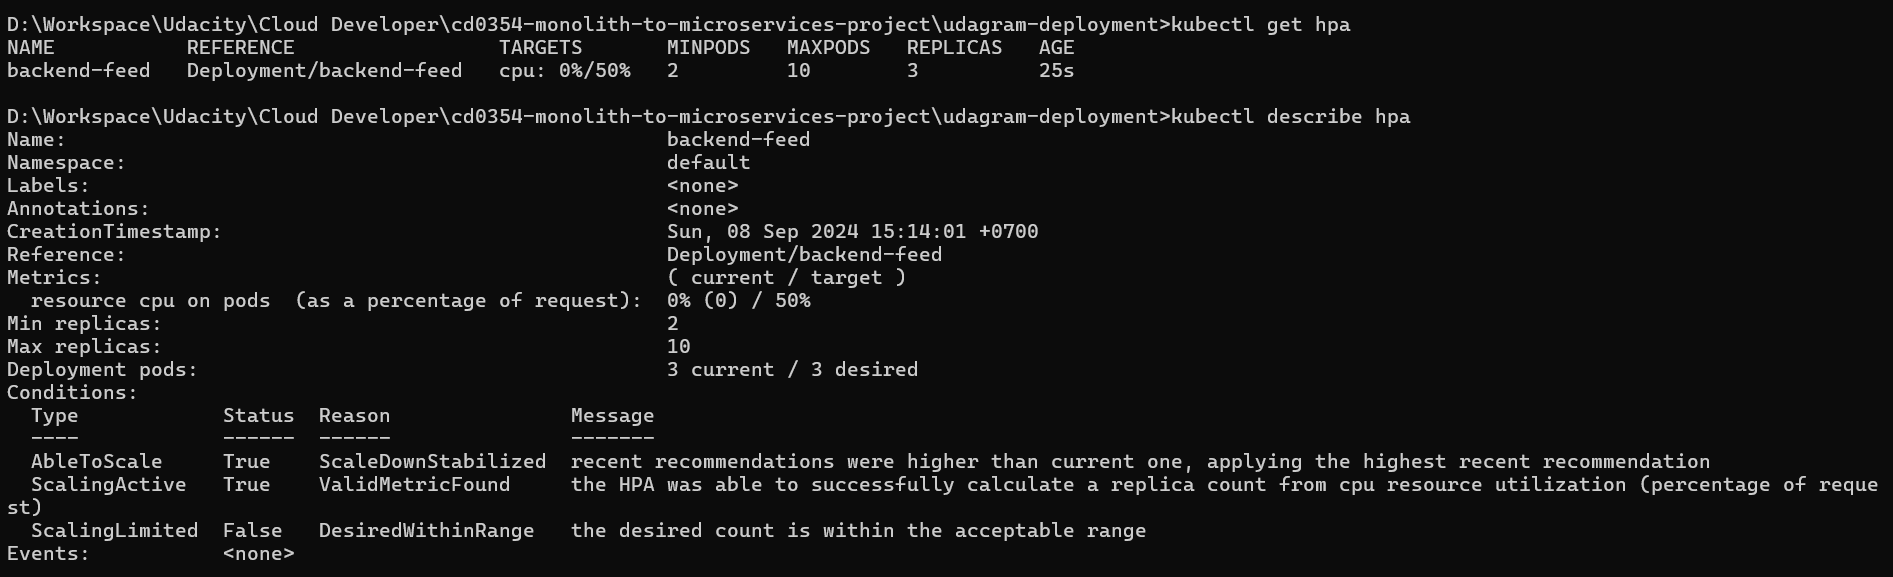 D:\Workspace\Udacity\Cloud Developer\cd0354-monolith-to-microservices-project\udagram-deployment>kubectl get hpa
NAME           REFERENCE                 TARGETS       MINPODS   MAXPODS   REPLICAS   AGE
backend-feed   Deployment/backend-feed   cpu: 0%/50%   2         10        3          25s

D:\Workspace\Udacity\Cloud Developer\cd0354-monolith-to-microservices-project\udagram-deployment>kubectl describe hpa
Name:                                                  backend-feed
Namespace:                                             default
Labels:                                                <none>
Annotations:                                           <none>
CreationTimestamp:                                     Sun, 08 Sep 2024 15:14:01 +0700
Reference:                                             Deployment/backend-feed
Metrics:                                               ( current / target )
  resource cpu on pods  (as a percentage of request):  0% (0) / 50%
Min replicas:                                          2
Max replicas:                                          10
Deployment pods:                                       3 current / 3 desired
Conditions:
  Type            Status  Reason               Message
  ----            ------  ------               -------
  AbleToScale     True    ScaleDownStabilized  recent recommendations were higher than current one, applying the highest recent recommendation
  ScalingActive   True    ValidMetricFound     the HPA was able to successfully calculate a replica count from cpu resource utilization (percentage of reque
st)
  ScalingLimited  False   DesiredWithinRange   the desired count is within the acceptable range
Events:           <none>